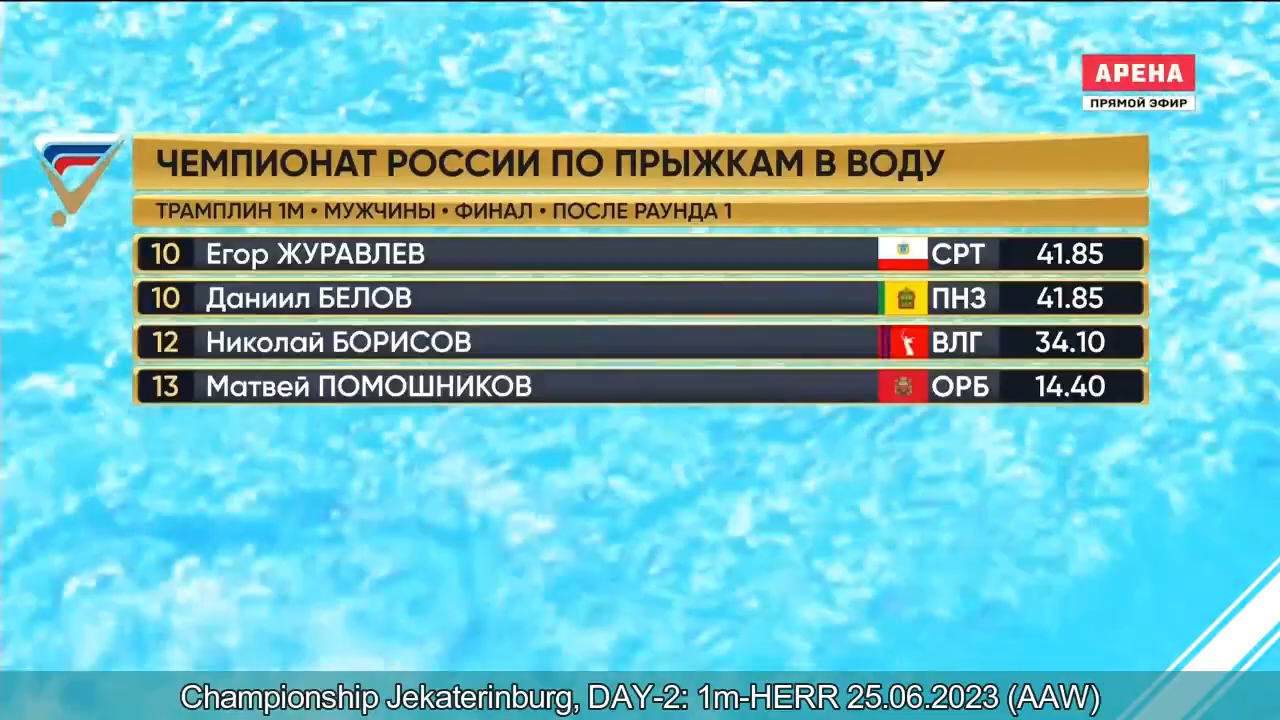 АРЕНА
ПРЯМОЙ ЭФИР
ЧЕМПИОНАТ РОССИИ ПО ПРЫЖКАМ В ВОДУ
ТРАМПЛИН 1М • МУЖЧИНЫ • ФИНАЛ • ПОСЛЕ РАУНДА 1
10 Егор ЖУРАВЛЕВ СРТ 41.85
10 Даниил БЕЛОВ ПНЗ 41.85
12 Николай БОРИСОВ ВЛГ 34.10
13 Матвей ПОМОШНИКОВ ОРБ 14.40
Championship Jekaterinburg, DAY-2: 1m-HERR 25.06.2023 (AAW)